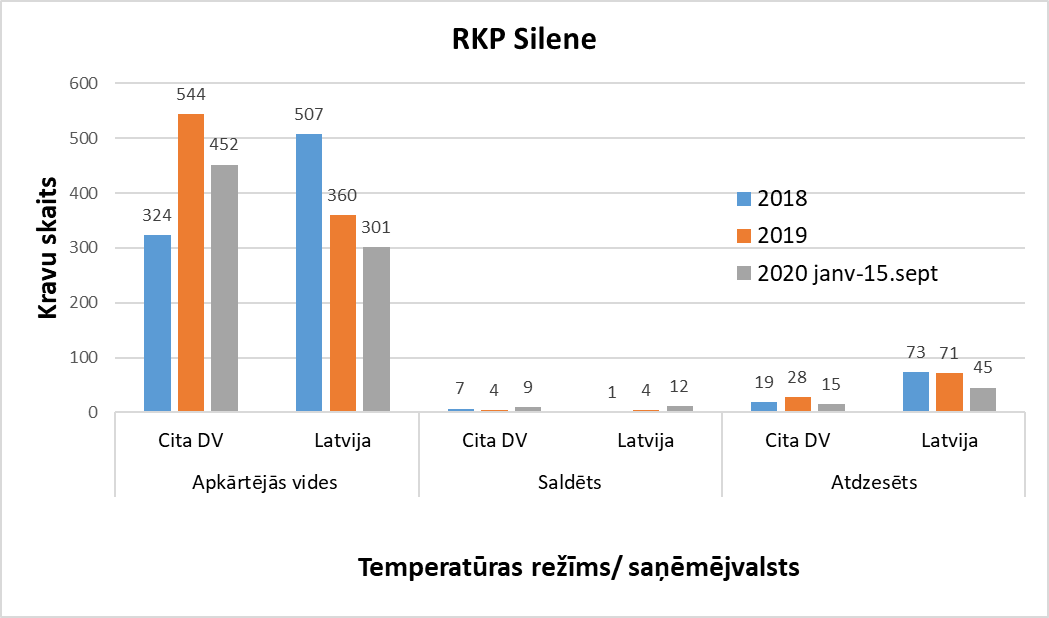 RKP Silene
Kravu skaits
600
500
400
300
200
100
0
324 544 452 507 360 301 7 4 9 1 4 12 19 28 15 73 71 45
2018
2019
2020 janv-15.sept
Cita DV Latvija Cita DV Latvija Cita DV Latvija
Apkārtējās vides Saldēts Atdzesēts
Temperatūras režīms/ saņēmējvalsts